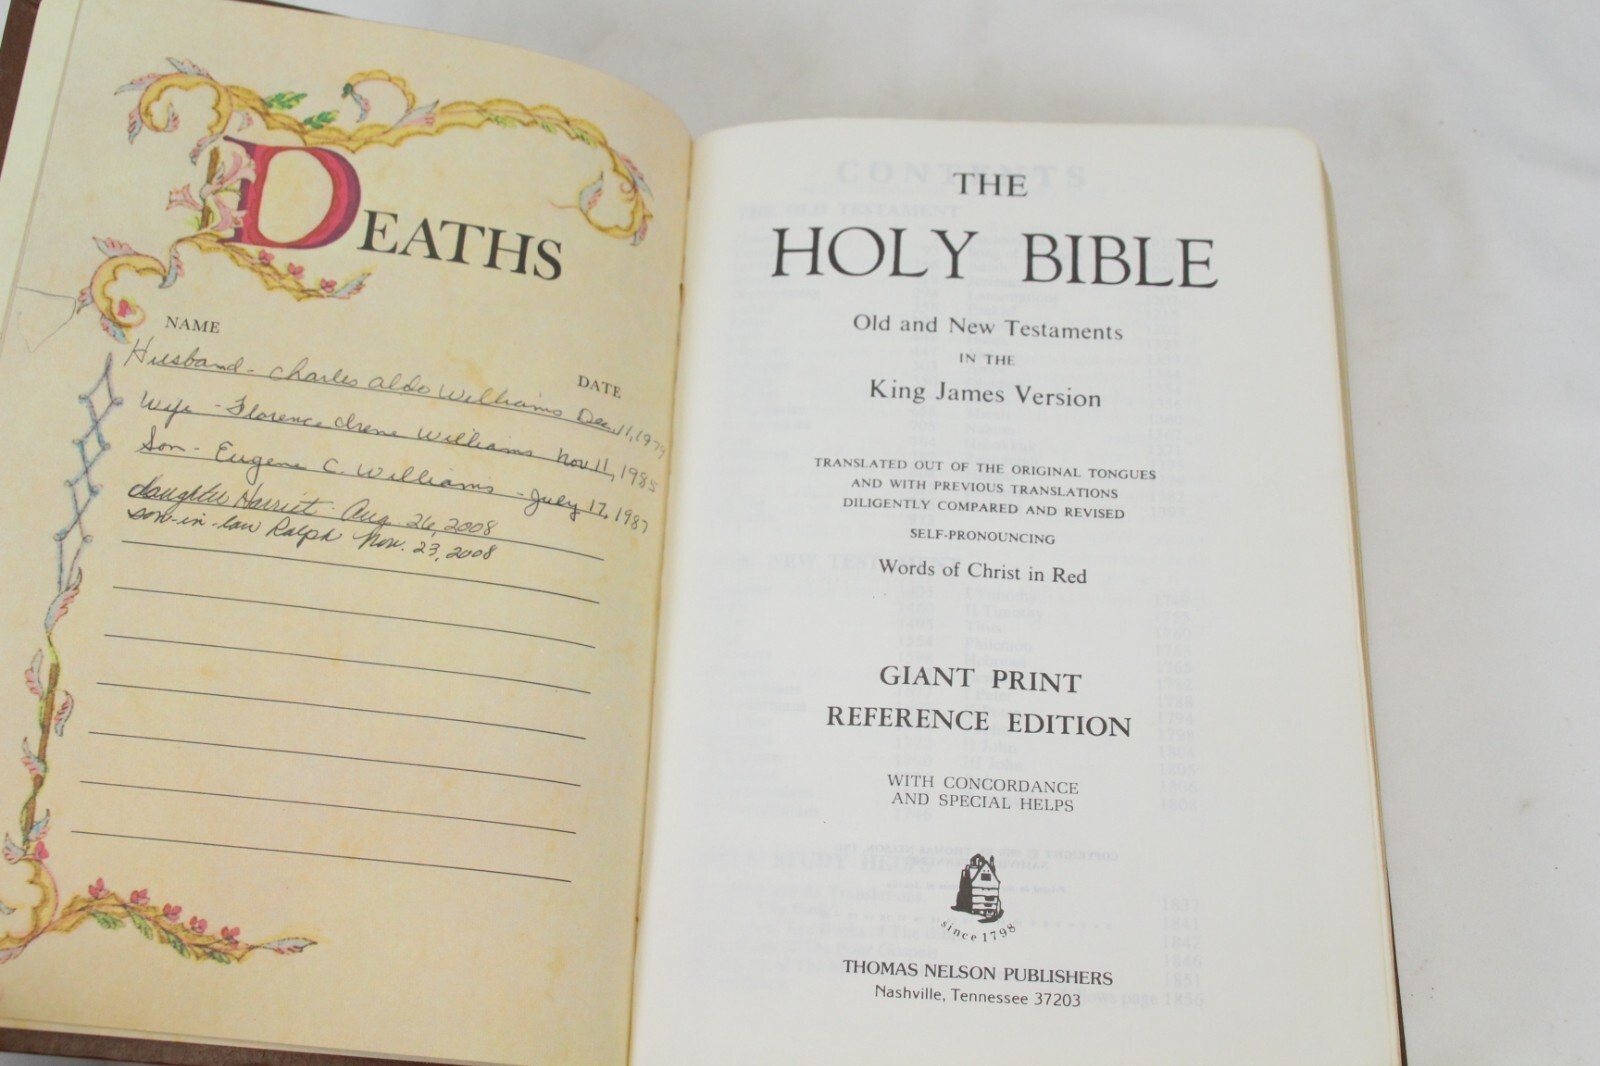 DEATHS
NAME
DATE
Husband - Charles Aldo Williams Dec. 11, 1979
Wife - Florence Irene Williams Nov 11, 1985
Son - Eugene C. Williams - July 17, 1987
daughter Harriet - Aug. 26, 2008
son-in-law Ralph Nov. 23, 2008
THE
HOLY BIBLE
Old and New Testaments
IN THE
King James Version
TRANSLATED OUT OF THE ORIGINAL TONGUES
AND WITH PREVIOUS TRANSLATIONS
DILIGENTLY COMPARED AND REVISED
SELF-PRONOUNCING
Words of Christ in Red
GIANT PRINT
REFERENCE EDITION
WITH CONCORDANCE
AND SPECIAL HELPS
since 1798
THOMAS NELSON PUBLISHERS
Nashville, Tennessee 37203